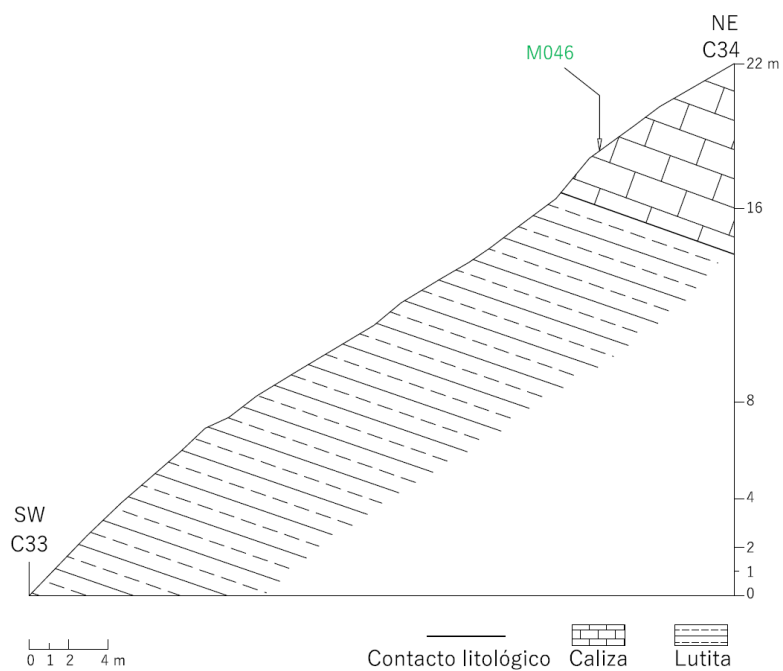 NE
C34
M046
22 m
16
8
4
2
1
0
SW
C33
0 1 2 4 m
Contacto litológico Caliza Lutita